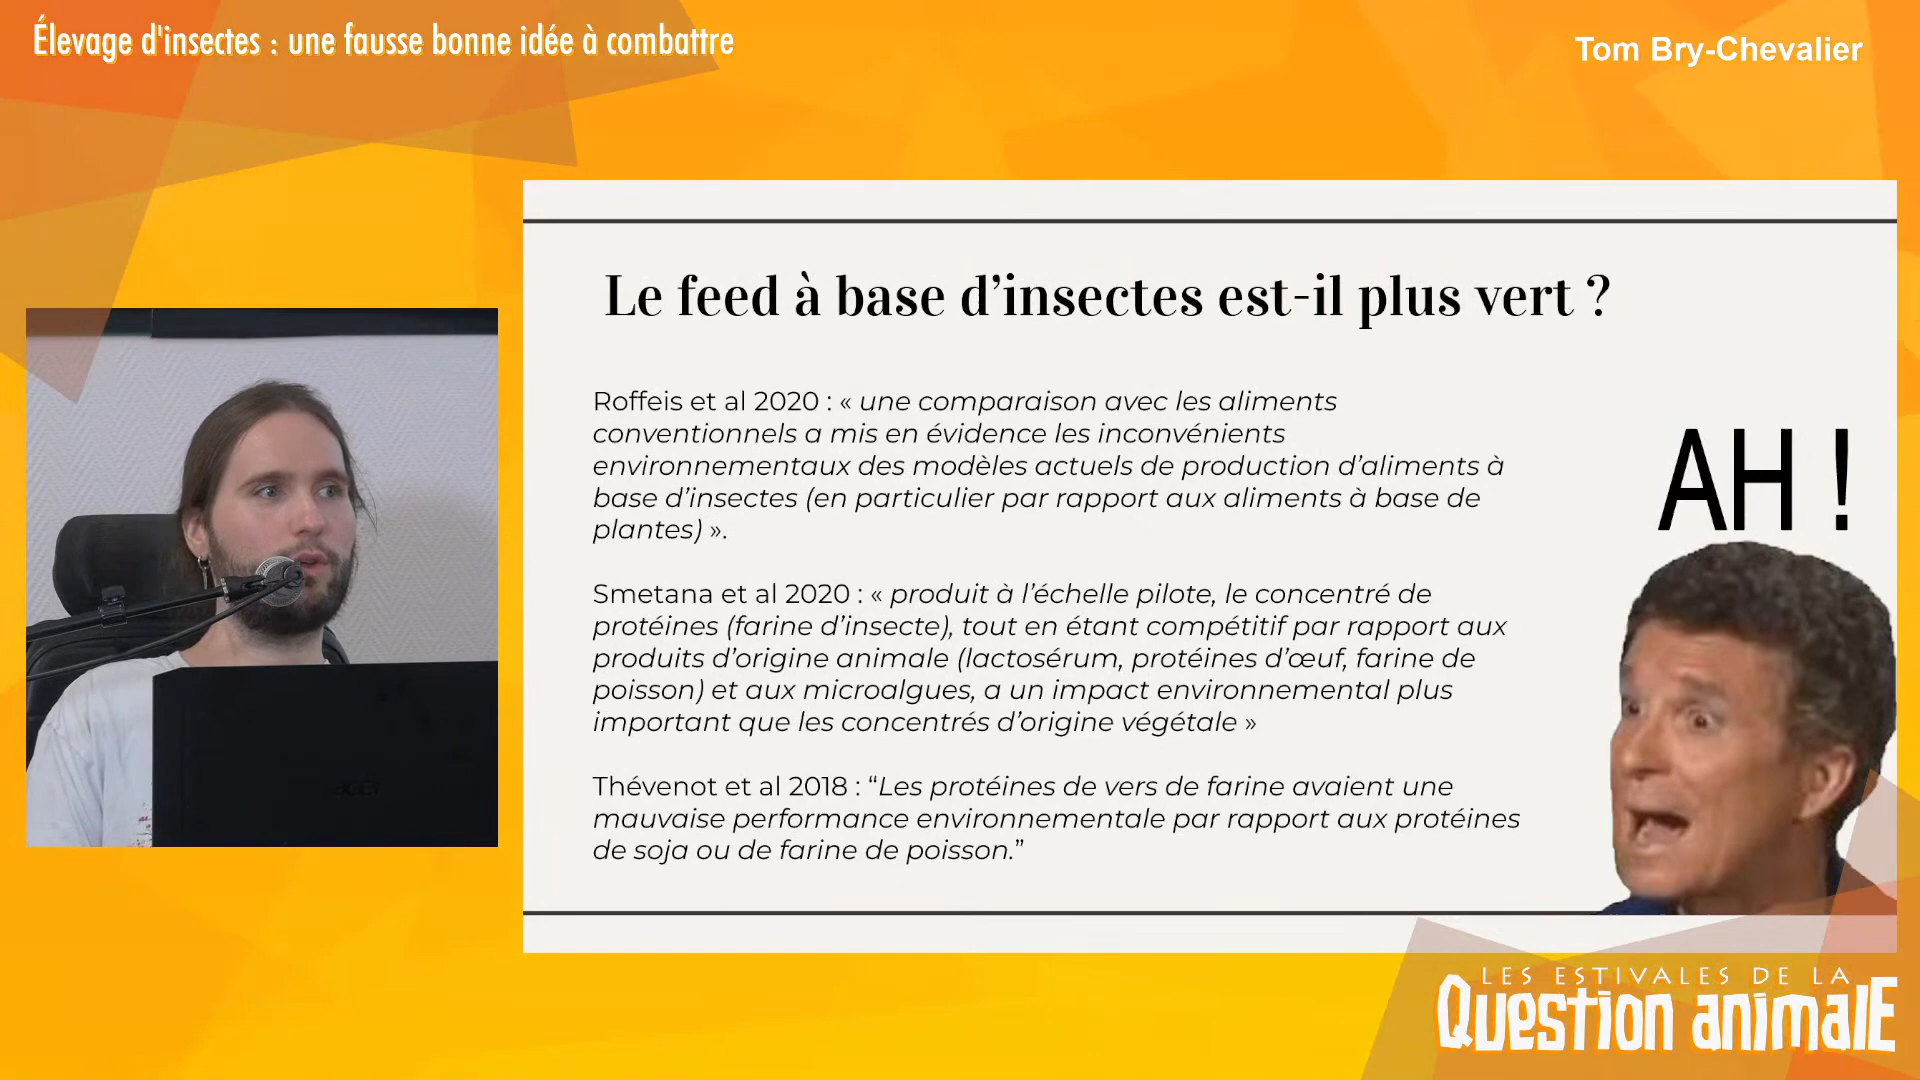 Élevage d'insectes : une fausse bonne idée à combattre
Tom Bry-Chevalier
Le feed à base d’insectes est-il plus vert ?
Roffeis et al 2020 : « une comparaison avec les aliments
conventionnels a mis en évidence les inconvénients
environnementaux des modèles actuels de production d’aliments à
base d’insectes (en particulier par rapport aux aliments à base de
plantes) ».
Smetana et al 2020 : « produit à l’échelle pilote, le concentré de
protéines (farine d’insecte), tout en étant compétitif par rapport aux
produits d’origine animale (lactosérum, protéines d’œuf, farine de
poisson) et aux microalgues, a un impact environnemental plus
important que les concentrés d’origine végétale »
Thévenot et al 2018 : “Les protéines de vers de farine avaient une
mauvaise performance environnementale par rapport aux protéines
de soja ou de farine de poisson.”
AH !
LES ESTIVALES DE LA
QUESTION ANIMALE